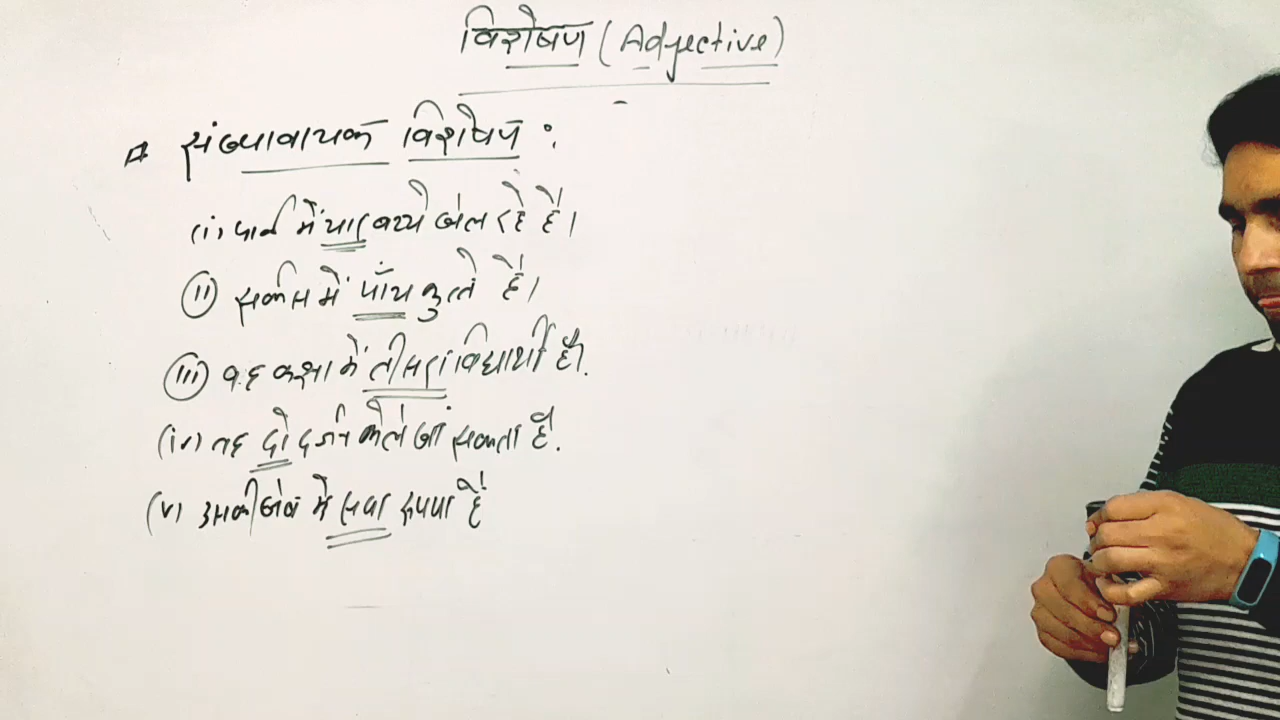 विशेषण (Adjective)
# संख्यावाचक विशेषण :
(i) पार्क में चार बच्चे खेल रहे हैं।
(ii) सर्कस में पाँच कुत्ते हैं।
(iii) वह कक्षा में तीसरा विद्यार्थी है।
(iv) वह दो दर्जन केले खा सकता है.
(v) उसकी जेब में सवा रुपया है